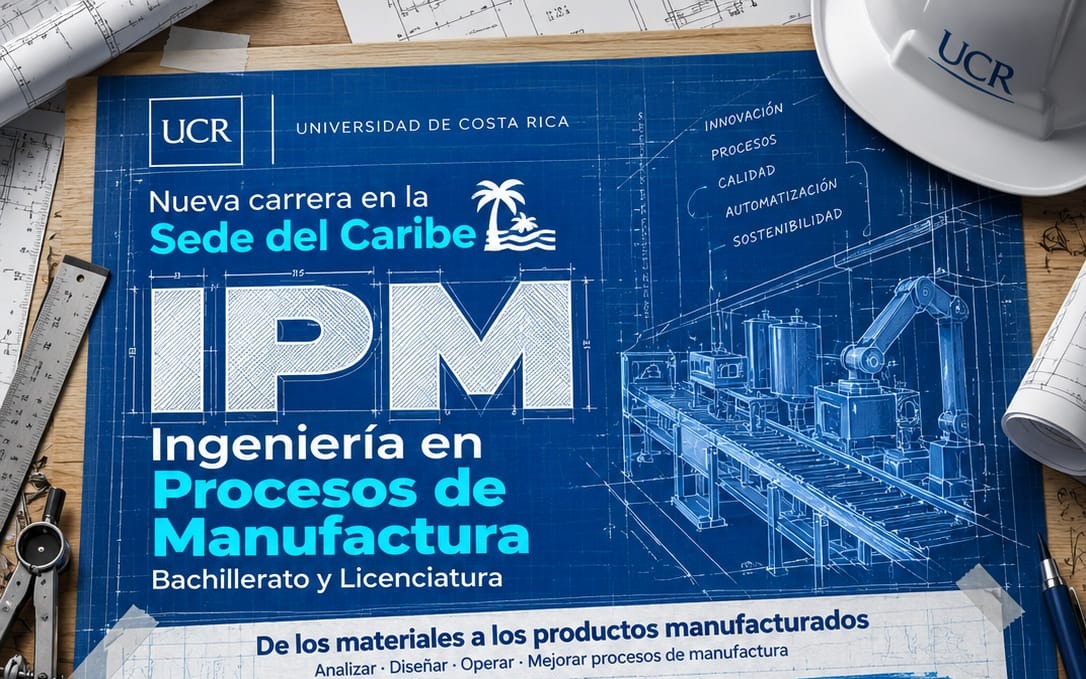 UCR
UNIVERSIDAD DE COSTA RICA
Nueva carrera en la
Sede del Caribe
IPM
Ingeniería en
Procesos de
Manufactura
Bachillerato y Licenciatura
INNOVACIÓN
PROCESOS
CALIDAD
AUTOMATIZACIÓN
SOSTENIBILIDAD
UCR
De los materiales a los productos manufacturados
Analizar · Diseñar · Operar · Mejorar procesos de manufactura